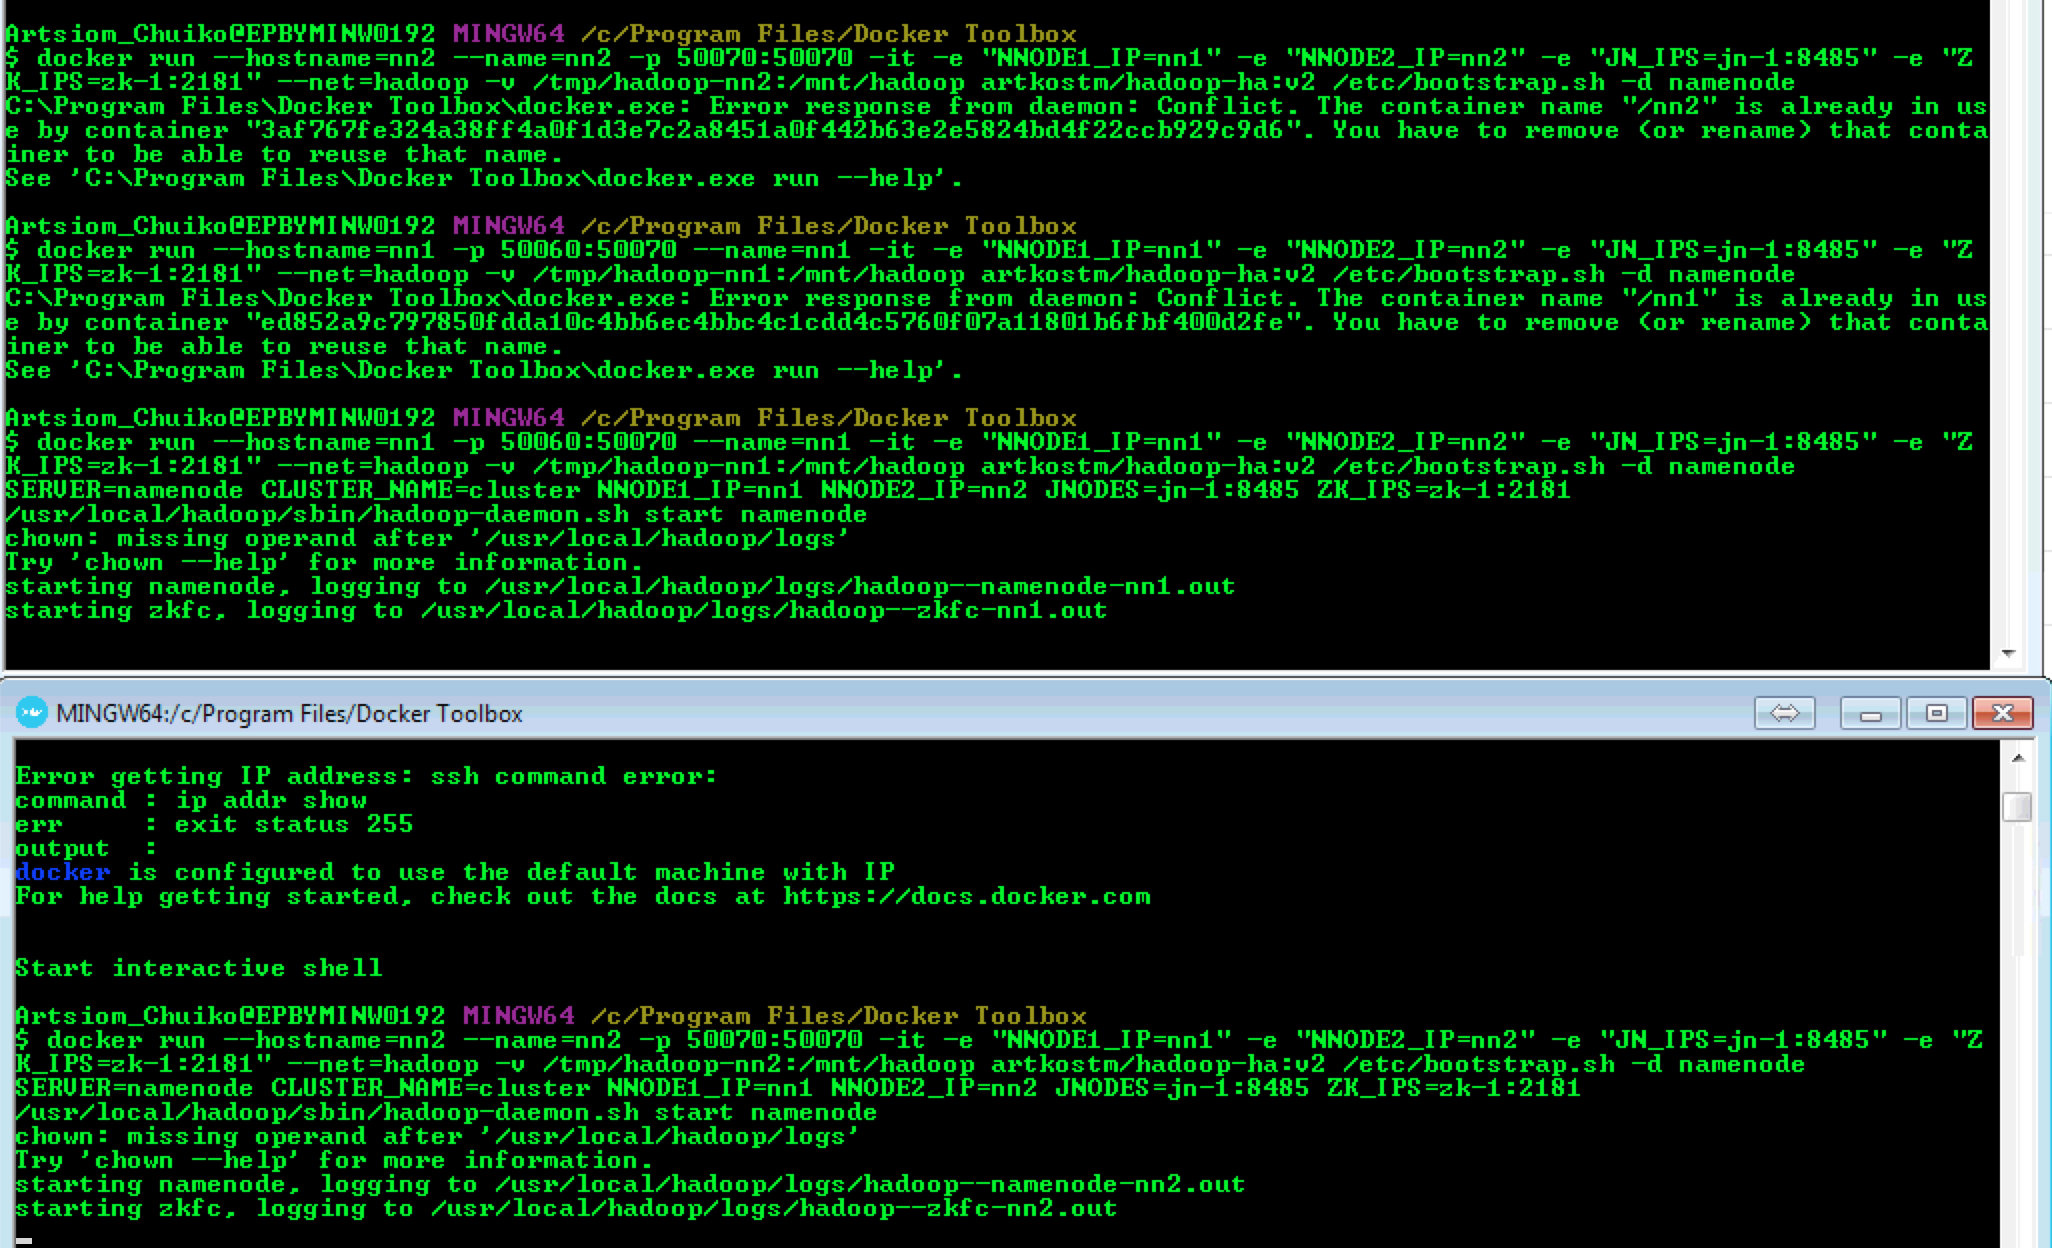 Artsiom_Chuiko@EPBYMINW0192 MINGW64 /c/Program Files/Docker Toolbox
$ docker run --hostname=nn2 --name=nn2 -p 50070:50070 -it -e "NNODE1_IP=nn1" -e "NNODE2_IP=nn2" -e "JN_IPS=jn-1:8485" -e "Z
K_IPS=zk-1:2181" --net=hadoop -v /tmp/hadoop-nn2:/mnt/hadoop artkostm/hadoop-ha:v2 /etc/bootstrap.sh -d namenode
C:\Program Files\Docker Toolbox\docker.exe: Error response from daemon: Conflict. The container name "/nn2" is already in us
e by container "3af767fe324a38ff4a0f1d3e7c2a8451a0f442b63e2e5824bd4f22ccb929c9d6". You have to remove (or rename) that conta
iner to be able to reuse that name.
See 'C:\Program Files\Docker Toolbox\docker.exe run --help'.
Artsiom_Chuiko@EPBYMINW0192 MINGW64 /c/Program Files/Docker Toolbox
$ docker run --hostname=nn1 -p 50060:50070 --name=nn1 -it -e "NNODE1_IP=nn1" -e "NNODE2_IP=nn2" -e "JN_IPS=jn-1:8485" -e "Z
K_IPS=zk-1:2181" --net=hadoop -v /tmp/hadoop-nn1:/mnt/hadoop artkostm/hadoop-ha:v2 /etc/bootstrap.sh -d namenode
C:\Program Files\Docker Toolbox\docker.exe: Error response from daemon: Conflict. The container name "/nn1" is already in us
e by container "ed852a9c797850fdda10c4bb6ec4bbc4c1cdd4c5760f07a11801b6fbf400d2fe". You have to remove (or rename) that conta
iner to be able to reuse that name.
See 'C:\Program Files\Docker Toolbox\docker.exe run --help'.
Artsiom_Chuiko@EPBYMINW0192 MINGW64 /c/Program Files/Docker Toolbox
$ docker run --hostname=nn1 -p 50060:50070 --name=nn1 -it -e "NNODE1_IP=nn1" -e "NNODE2_IP=nn2" -e "JN_IPS=jn-1:8485" -e "Z
K_IPS=zk-1:2181" --net=hadoop -v /tmp/hadoop-nn1:/mnt/hadoop artkostm/hadoop-ha:v2 /etc/bootstrap.sh -d namenode
SERVER=namenode CLUSTER_NAME=cluster NNODE1_IP=nn1 NNODE2_IP=nn2 JNODES=jn-1:8485 ZK_IPS=zk-1:2181
/usr/local/hadoop/sbin/hadoop-daemon.sh start namenode
chown: missing operand after '/usr/local/hadoop/logs'
Try 'chown --help' for more information.
starting namenode, logging to /usr/local/hadoop/logs/hadoop--namenode-nn1.out
starting zkfc, logging to /usr/local/hadoop/logs/hadoop--zkfc-nn1.out
MINGW64:/c/Program Files/Docker Toolbox
Error getting IP address: ssh command error:
command : ip addr show
err     : exit status 255
output  :
docker is configured to use the default machine with IP
For help getting started, check out the docs at https://docs.docker.com
Start interactive shell
Artsiom_Chuiko@EPBYMINW0192 MINGW64 /c/Program Files/Docker Toolbox
$ docker run --hostname=nn2 --name=nn2 -p 50070:50070 -it -e "NNODE1_IP=nn1" -e "NNODE2_IP=nn2" -e "JN_IPS=jn-1:8485" -e "Z
K_IPS=zk-1:2181" --net=hadoop -v /tmp/hadoop-nn2:/mnt/hadoop artkostm/hadoop-ha:v2 /etc/bootstrap.sh -d namenode
SERVER=namenode CLUSTER_NAME=cluster NNODE1_IP=nn1 NNODE2_IP=nn2 JNODES=jn-1:8485 ZK_IPS=zk-1:2181
/usr/local/hadoop/sbin/hadoop-daemon.sh start namenode
chown: missing operand after '/usr/local/hadoop/logs'
Try 'chown --help' for more information.
starting namenode, logging to /usr/local/hadoop/logs/hadoop--namenode-nn2.out
starting zkfc, logging to /usr/local/hadoop/logs/hadoop--zkfc-nn2.out